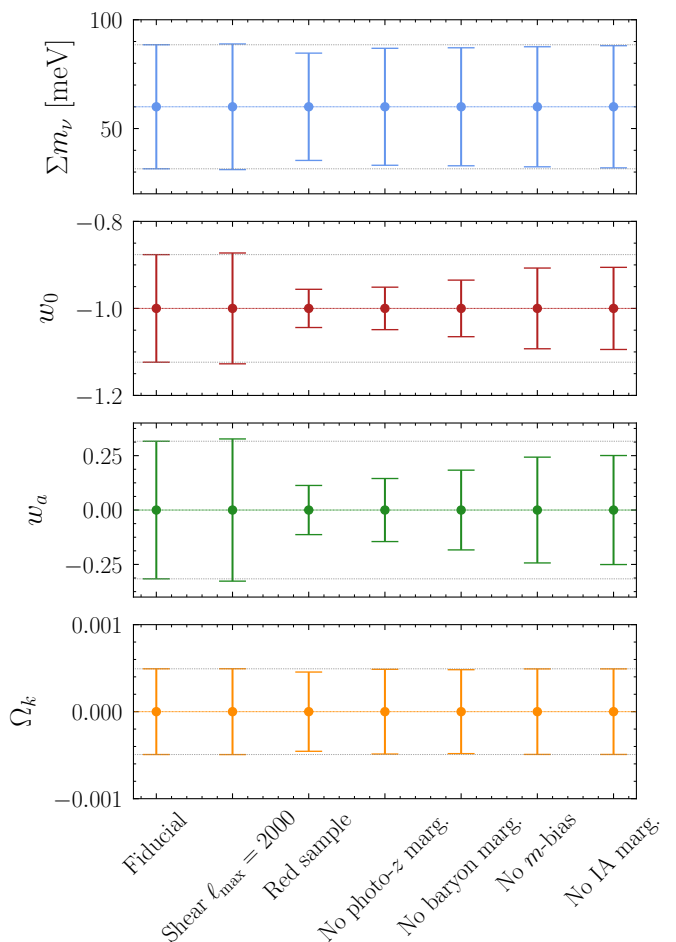 100
50
Σm_ν [meV]
−0.8
−1.0
−1.2
w_0
0.25
0.00
−0.25
w_a
0.001
0.000
−0.001
Ω_k
Fiducial
Shear ℓ_max = 2000
Red sample
No photo-z marg.
No baryon marg.
No m-bias
No IA marg.